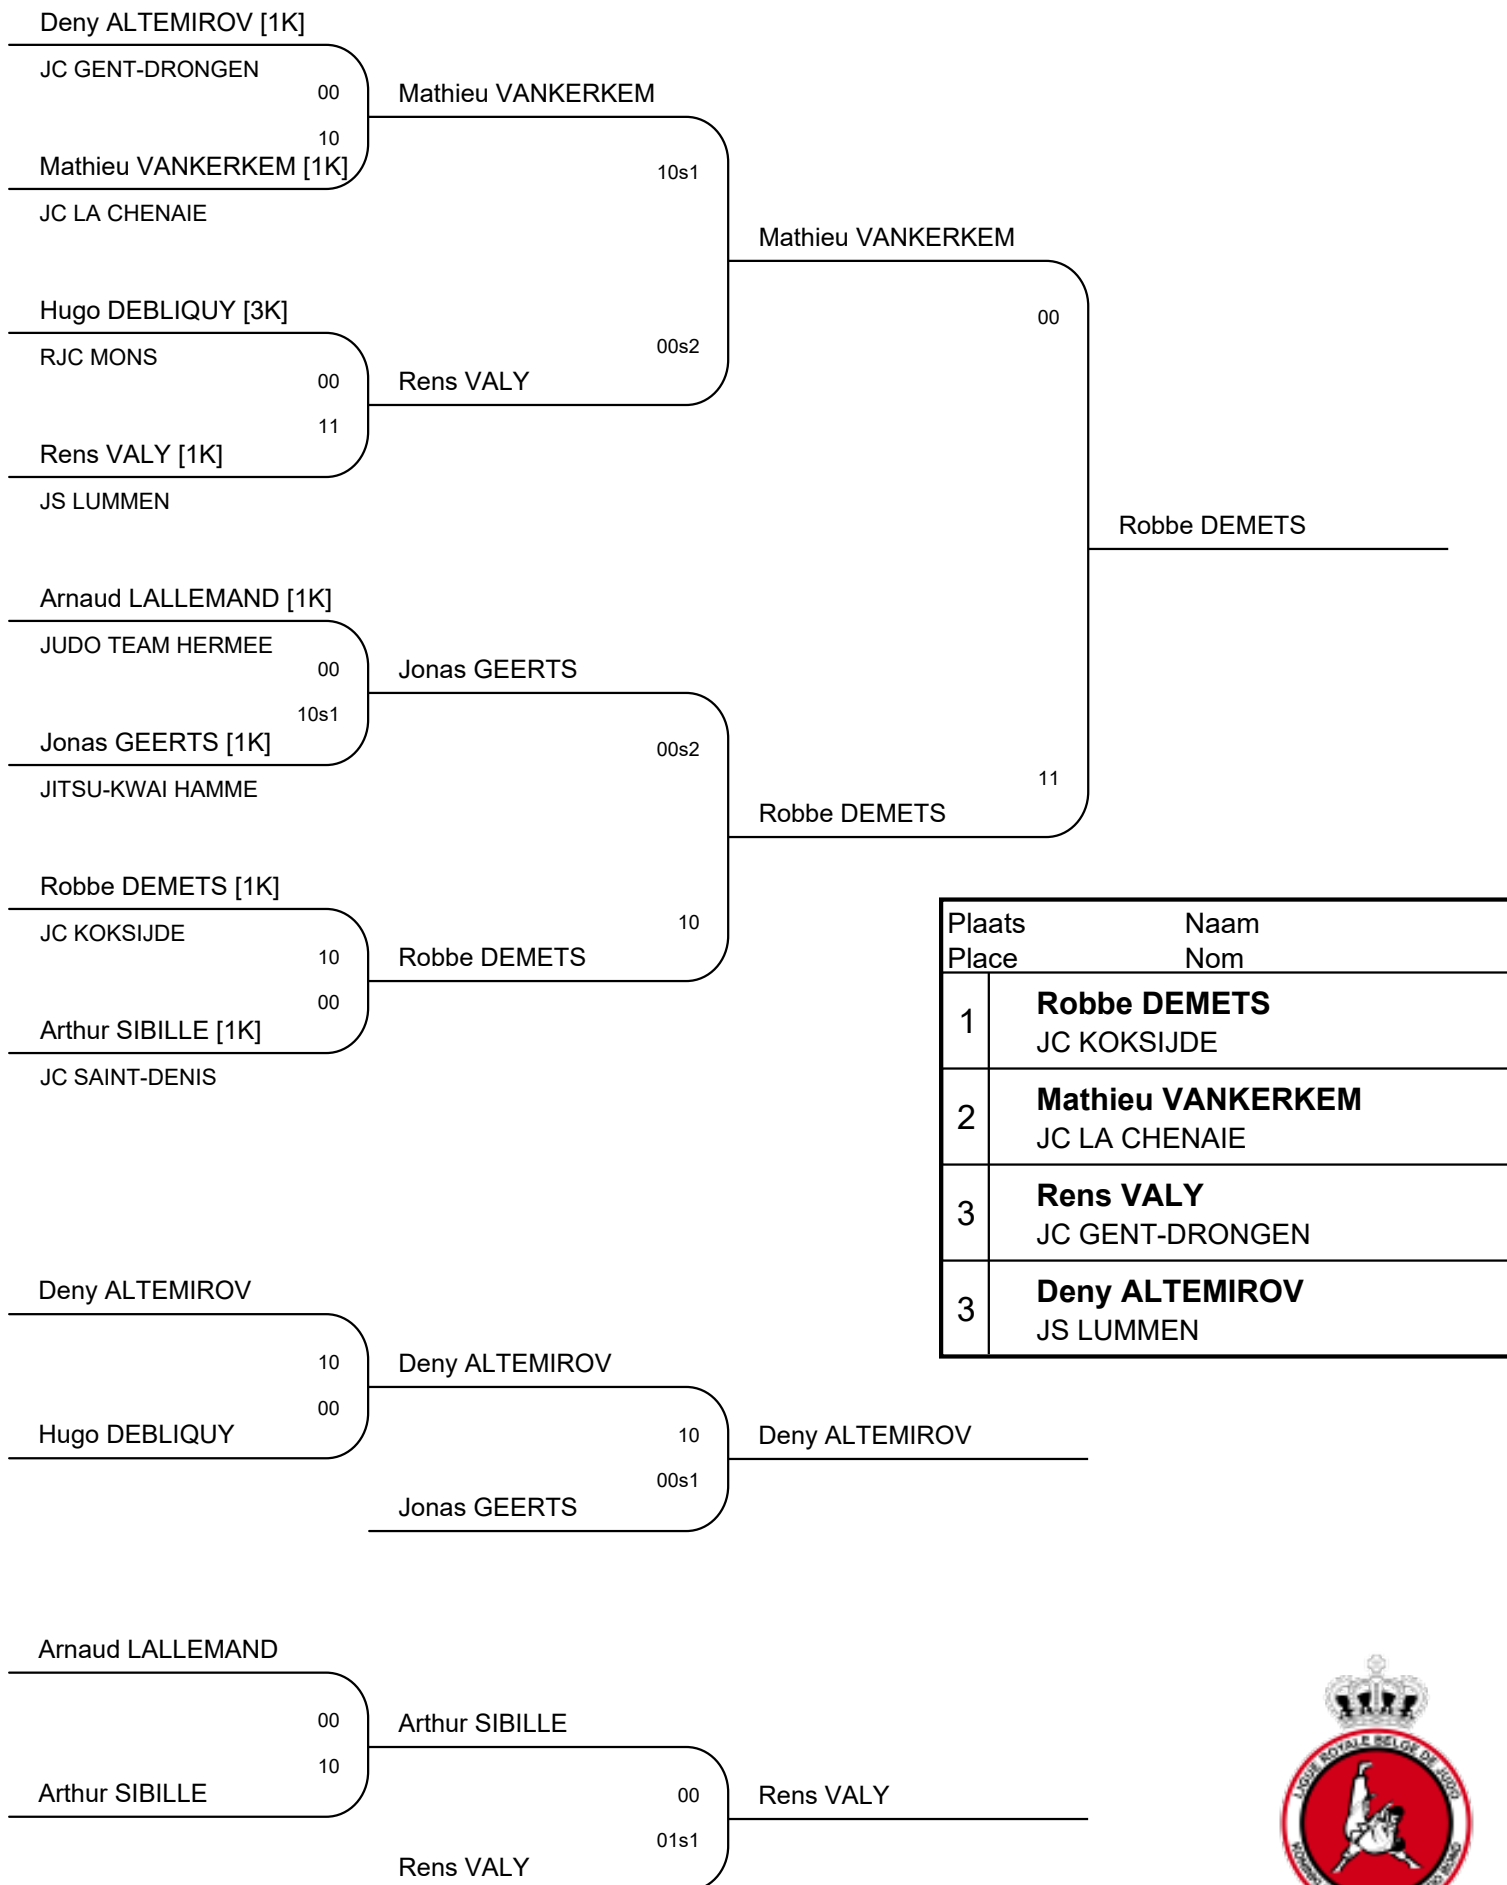 Deny ALTEMIROV [1K]
JC GENT-DRONGEN
00
10
Mathieu VANKERKEM [1K]
JC LA CHENAIE
Hugo DEBLIQUY [3K]
RJC MONS
00
11
Rens VALY [1K]
JS LUMMEN
Arnaud LALLEMAND [1K]
JUDO TEAM HERMEE
00
10s1
Jonas GEERTS [1K]
JITSU-KWAI HAMME
Robbe DEMETS [1K]
JC KOKSIJDE
10
00
Arthur SIBILLE [1K]
JC SAINT-DENIS
Mathieu VANKERKEM
10s1
00s2
Rens VALY
Jonas GEERTS
00s2
10
Robbe DEMETS
Mathieu VANKERKEM
00
11
Robbe DEMETS
Robbe DEMETS
Plaats Naam
Place Nom
1 Robbe DEMETS
JC KOKSIJDE
2 Mathieu VANKERKEM
JC LA CHENAIE
3 Rens VALY
JC GENT-DRONGEN
3 Deny ALTEMIROV
JS LUMMEN
Deny ALTEMIROV
10
00
Hugo DEBLIQUY
Deny ALTEMIROV
10
00s1
Jonas GEERTS
Deny ALTEMIROV
Arnaud LALLEMAND
00
10
Arthur SIBILLE
Arthur SIBILLE
00
01s1
Rens VALY
Rens VALY
LIGUE ROYALE BELGE DE JUDO